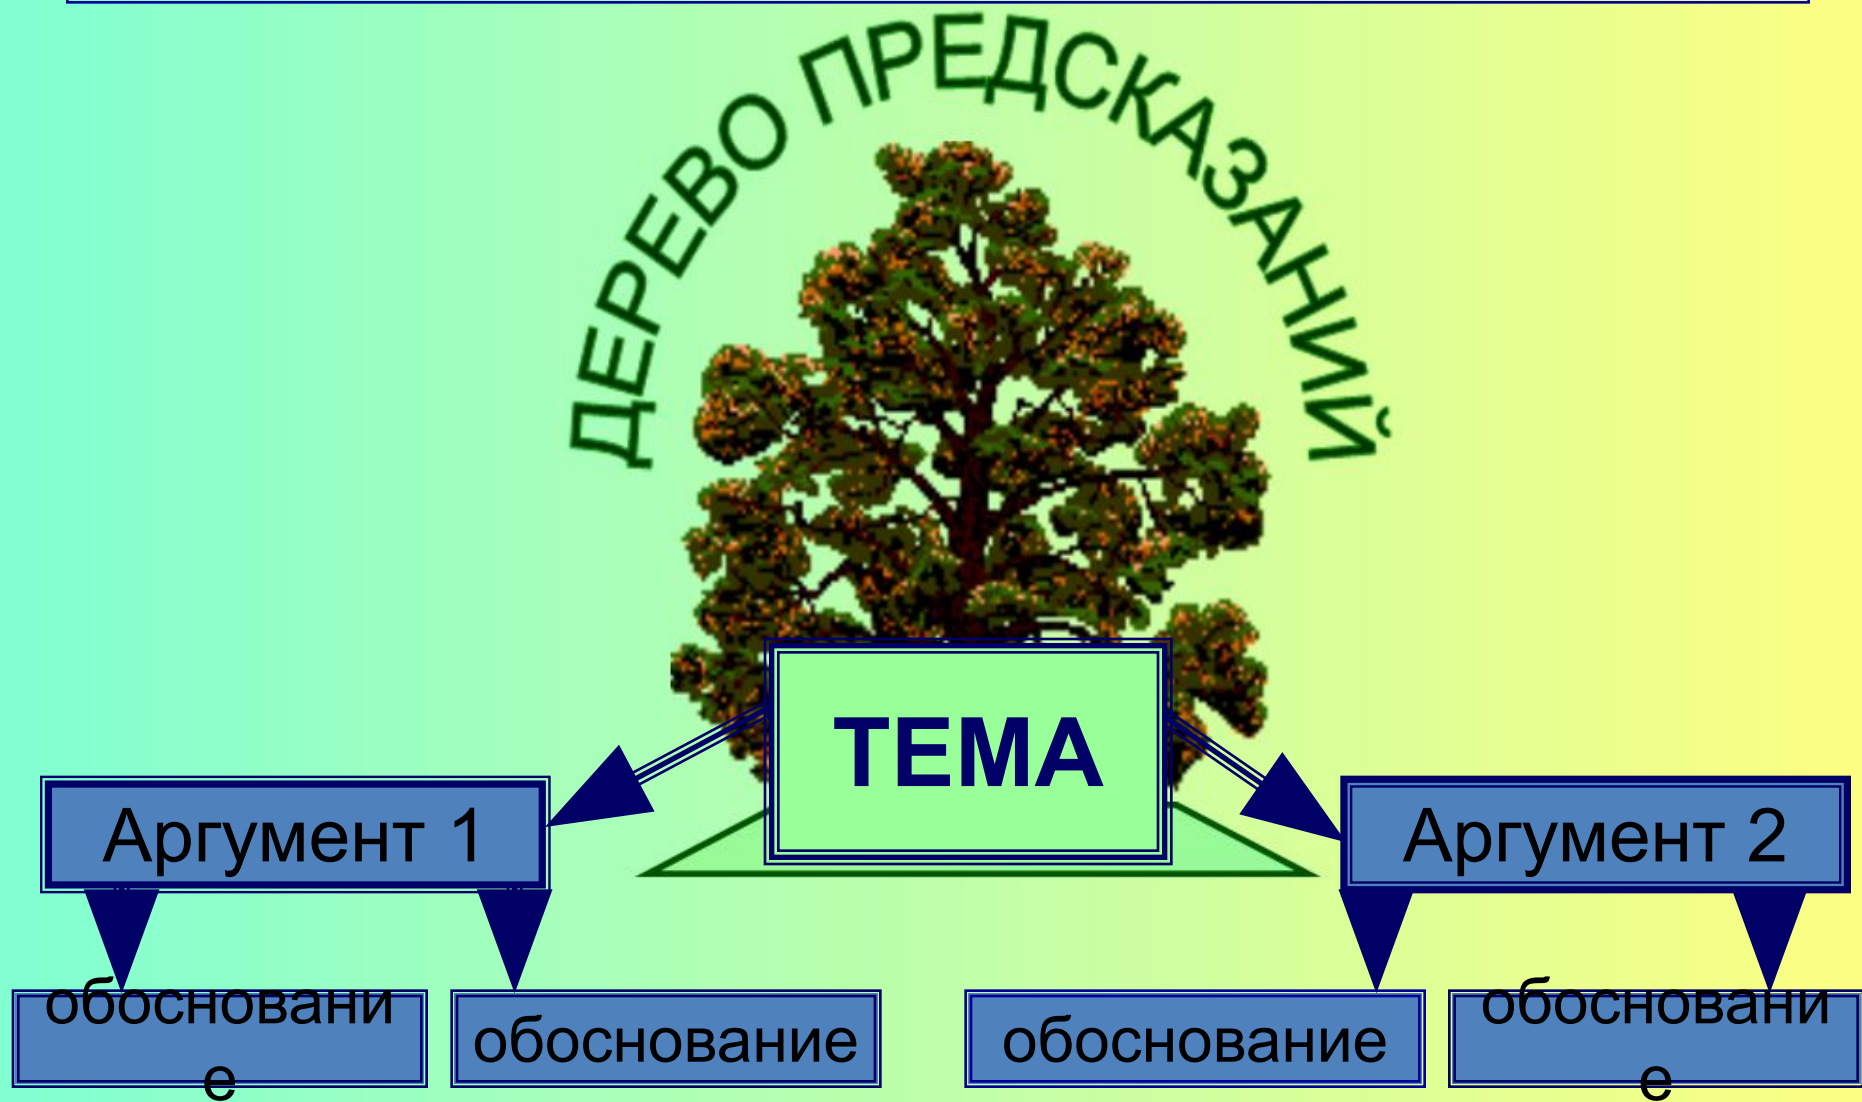 ДЕРЕВО ПРЕДСКАЗАНИЙ
ТЕМА
Аргумент 1
Аргумент 2
обосновани
е
обоснование
обоснование
обосновани
е